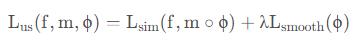 L_us(f, m, ϕ) = L_sim(f, m ∘ ϕ) + λL_smooth(ϕ)